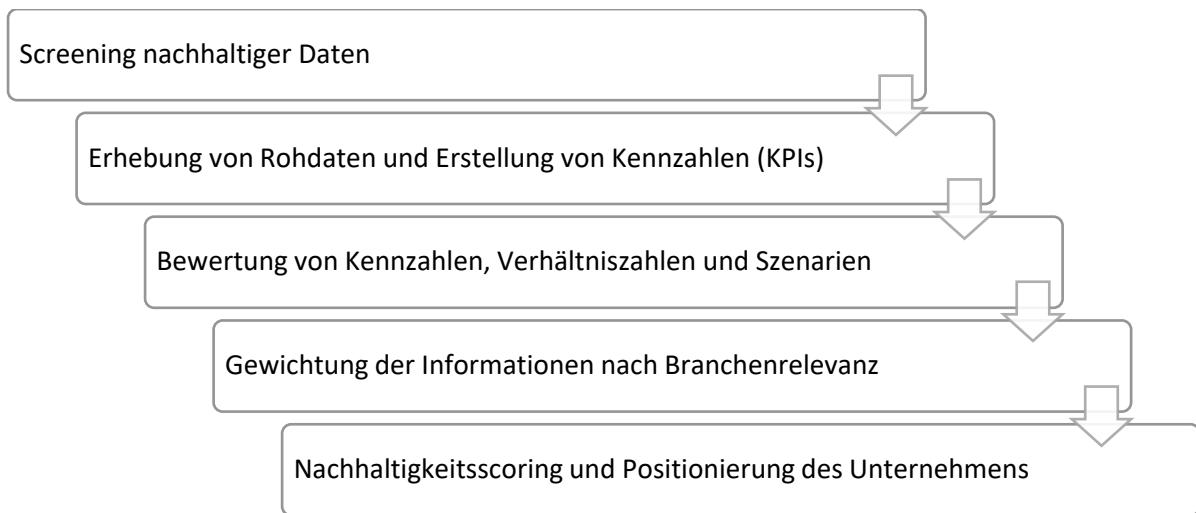 Screening nachhaltiger Daten
Erhebung von Rohdaten und Erstellung von Kennzahlen (KPIs)
Bewertung von Kennzahlen, Verhältniszahlen und Szenarien
Gewichtung der Informationen nach Branchenrelevanz
Nachhaltigkeitsscoring und Positionierung des Unternehmens